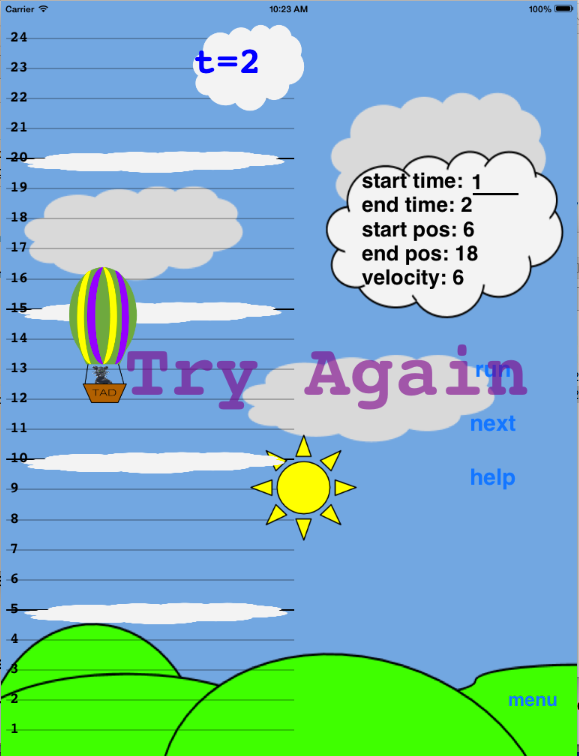 Carrier 10:23 AM 100%
t=2
24
23
22
21
20
19
18
17
16
15
14
13
12
11
10
9
8
7
6
5
4
3
2
1
start time: 1
end time: 2
start pos: 6
end pos: 18
velocity: 6
TAD
Try Again
run
next
help
menu